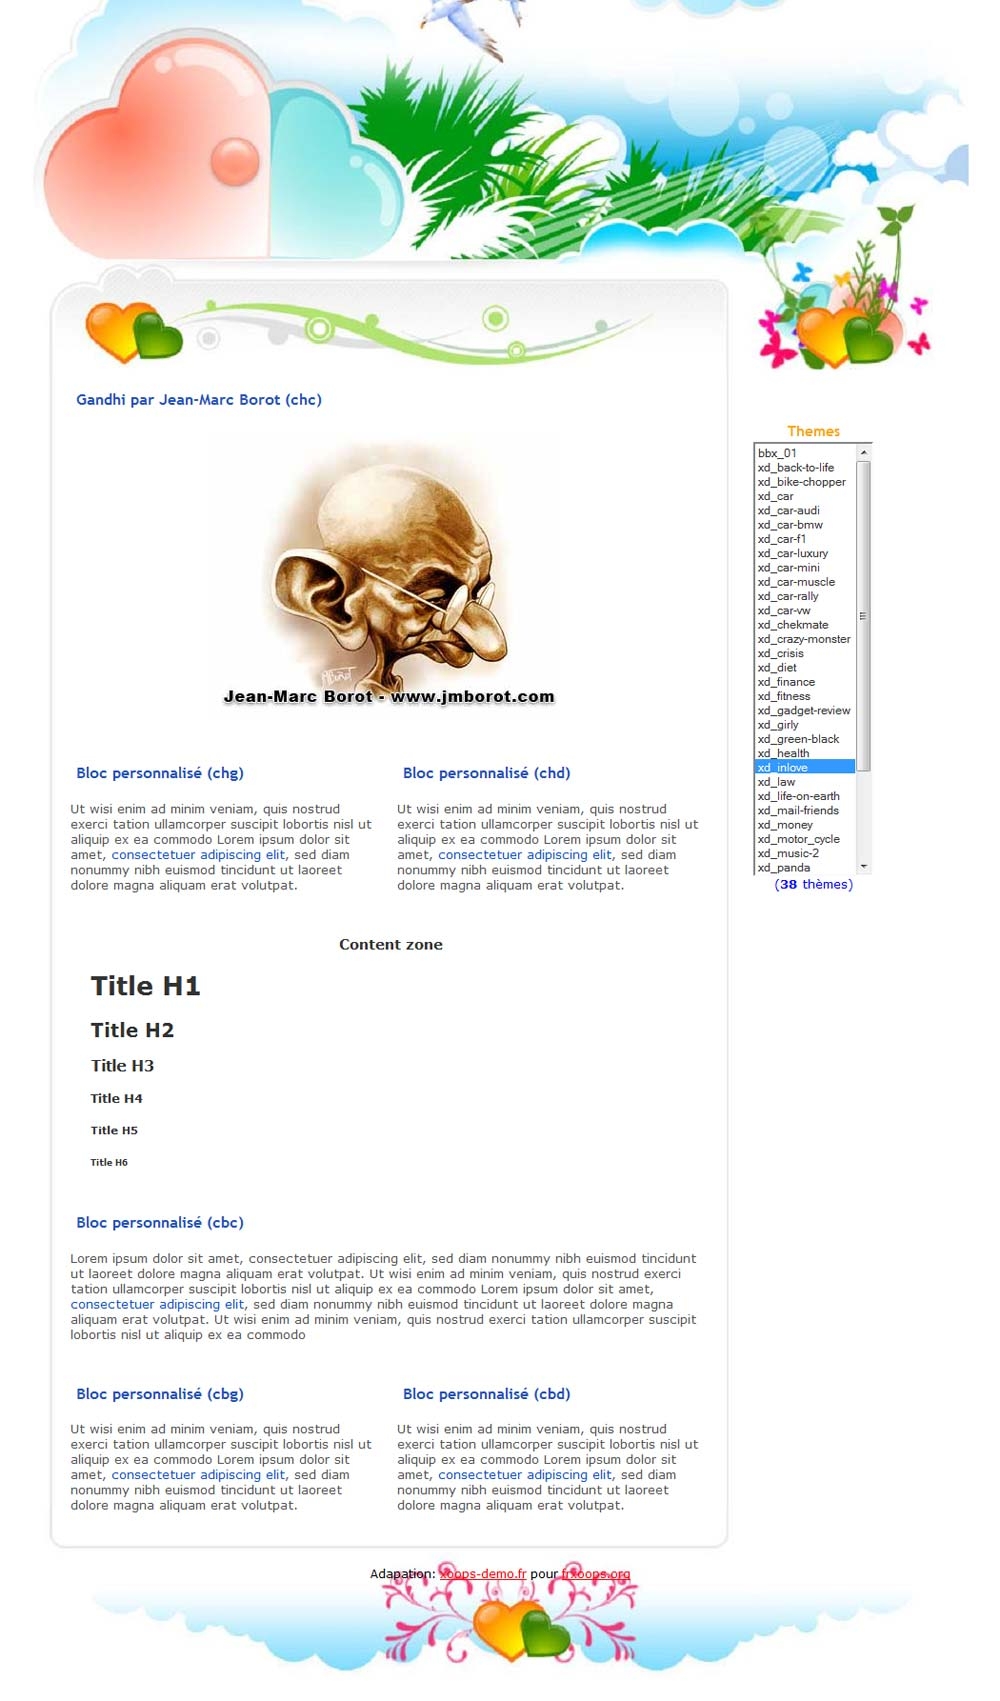 Gandhi par Jean-Marc Borot (chc)
Jean-Marc Borot - www.jmborot.com
Bloc personnalisé (chg)
Ut wisi enim ad minim veniam, quis nostrud
exerci tation ullamcorper suscipit lobortis nisl ut
aliquip ex ea commodo Lorem ipsum dolor sit
amet, consectetuer adipiscing elit, sed diam
nonummy nibh euismod tincidunt ut laoreet
dolore magna aliquam erat volutpat.
Bloc personnalisé (chd)
Ut wisi enim ad minim veniam, quis nostrud
exerci tation ullamcorper suscipit lobortis nisl ut
aliquip ex ea commodo Lorem ipsum dolor sit
amet, consectetuer adipiscing elit, sed diam
nonummy nibh euismod tincidunt ut laoreet
dolore magna aliquam erat volutpat.
Content zone
Title H1
Title H2
Title H3
Title H4
Title H5
Title H6
Bloc personnalisé (cbc)
Lorem ipsum dolor sit amet, consectetuer adipiscing elit, sed diam nonummy nibh euismod tincidunt
ut laoreet dolore magna aliquam erat volutpat. Ut wisi enim ad minim veniam, quis nostrud exerci
tation ullamcorper suscipit lobortis nisl ut aliquip ex ea commodo Lorem ipsum dolor sit amet,
consectetuer adipiscing elit, sed diam nonummy nibh euismod tincidunt ut laoreet dolore magna
aliquam erat volutpat. Ut wisi enim ad minim veniam, quis nostrud exerci tation ullamcorper suscipit
lobortis nisl ut aliquip ex ea commodo
Bloc personnalisé (cbg)
Ut wisi enim ad minim veniam, quis nostrud
exerci tation ullamcorper suscipit lobortis nisl ut
aliquip ex ea commodo Lorem ipsum dolor sit
amet, consectetuer adipiscing elit, sed diam
nonummy nibh euismod tincidunt ut laoreet
dolore magna aliquam erat volutpat.
Bloc personnalisé (cbd)
Ut wisi enim ad minim veniam, quis nostrud
exerci tation ullamcorper suscipit lobortis nisl ut
aliquip ex ea commodo Lorem ipsum dolor sit
amet, consectetuer adipiscing elit, sed diam
nonummy nibh euismod tincidunt ut laoreet
dolore magna aliquam erat volutpat.
Themes
bbx_01
xd_back-to-life
xd_bike-chopper
xd_car
xd_car-audi
xd_car-bmw
xd_car-f1
xd_car-luxury
xd_car-mini
xd_car-muscle
xd_car-rally
xd_car-vw
xd_chekmate
xd_crazy-monster
xd_crisis
xd_diet
xd_finance
xd_fitness
xd_gadget-review
xd_girly
xd_green-black
xd_health
xd_inlove
xd_law
xd_life-on-earth
xd_mail-friends
xd_money
xd_motor_cycle
xd_music-2
xd_panda
(38 thèmes)
Adapation: xoops-demo.fr pour frxoops.org